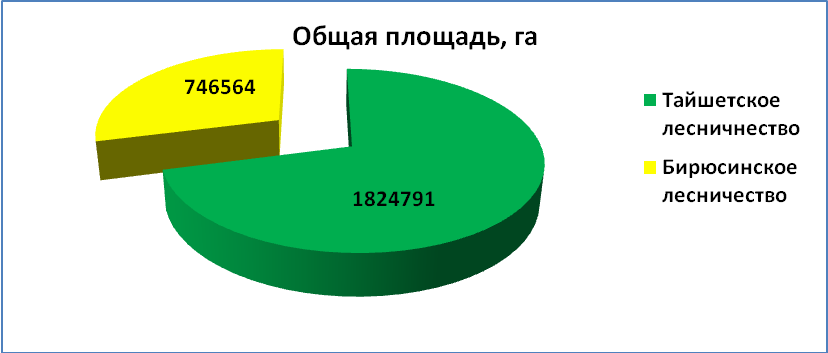 Общая площадь, га
746564
1824791
Тайшетское
лесничнество
Бирюсинское
лесничество